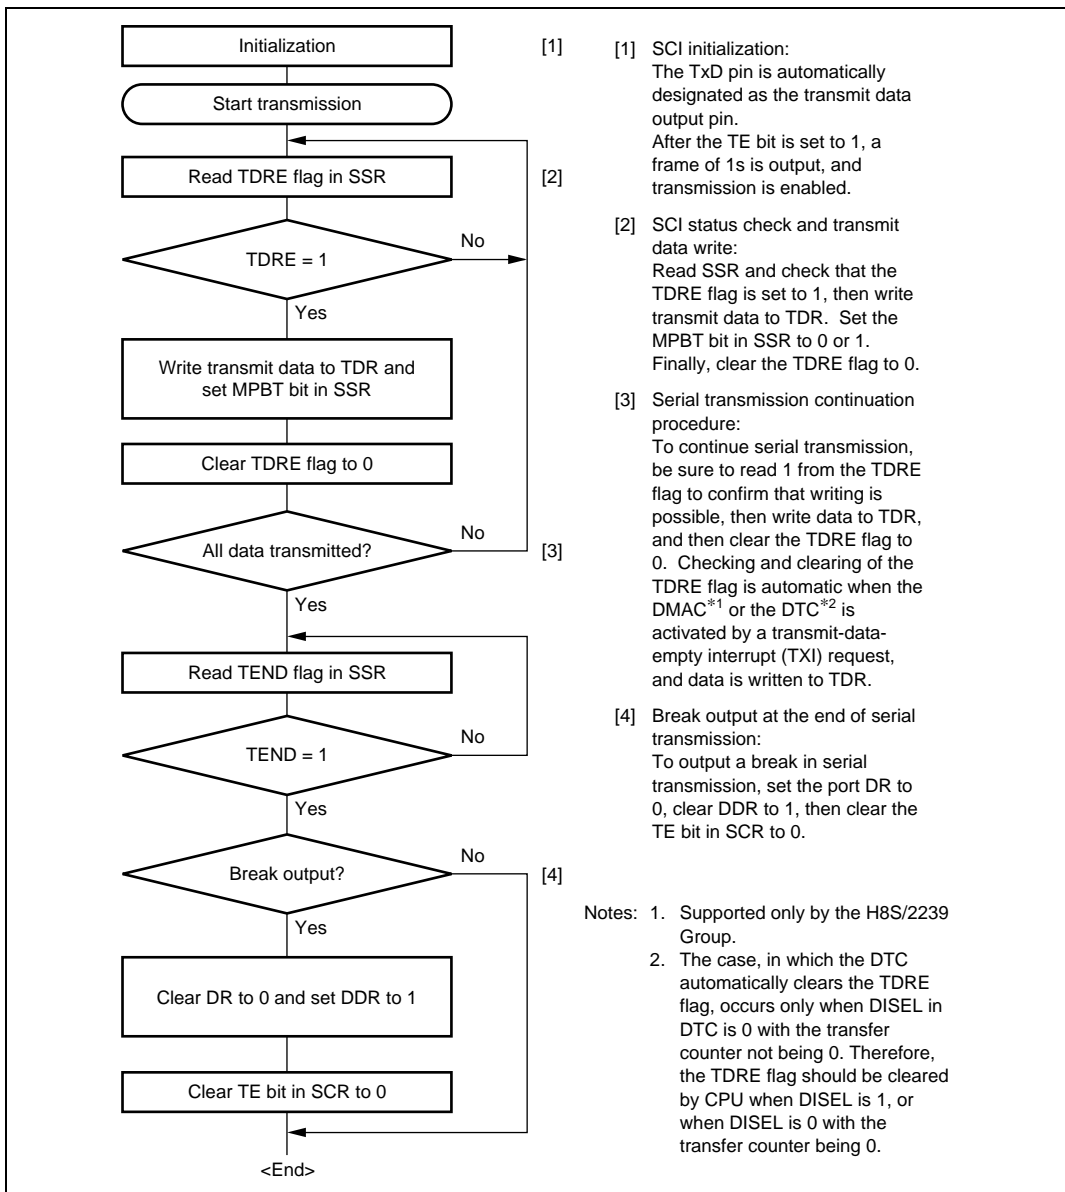 Initialization
[1]
Start transmission
Read TDRE flag in SSR
[2]
No
TDRE = 1
Yes
Write transmit data to TDR and
set MPBT bit in SSR
Clear TDRE flag to 0
No
All data transmitted?
[3]
Yes
Read TEND flag in SSR
No
TEND = 1
Yes
No
Break output?
[4]
Yes
Clear DR to 0 and set DDR to 1
Clear TE bit in SCR to 0
<End>
[1] SCI initialization:
The TxD pin is automatically
designated as the transmit data
output pin.
After the TE bit is set to 1, a
frame of 1s is output, and
transmission is enabled.
[2] SCI status check and transmit
data write:
Read SSR and check that the
TDRE flag is set to 1, then write
transmit data to TDR. Set the
MPBT bit in SSR to 0 or 1.
Finally, clear the TDRE flag to 0.
[3] Serial transmission continuation
procedure:
To continue serial transmission,
be sure to read 1 from the TDRE
flag to confirm that writing is
possible, then write data to TDR,
and then clear the TDRE flag to
0. Checking and clearing of the
TDRE flag is automatic when the
DMAC*1 or the DTC*2 is
activated by a transmit-data-
empty interrupt (TXI) request,
and data is written to TDR.
[4] Break output at the end of serial
transmission:
To output a break in serial
transmission, set the port DR to
0, clear DDR to 1, then clear the
TE bit in SCR to 0.
Notes: 1. Supported only by the H8S/2239
Group.
2. The case, in which the DTC
automatically clears the TDRE
flag, occurs only when DISEL in
DTC is 0 with the transfer
counter not being 0. Therefore,
the TDRE flag should be cleared
by CPU when DISEL is 1, or
when DISEL is 0 with the
transfer counter being 0.